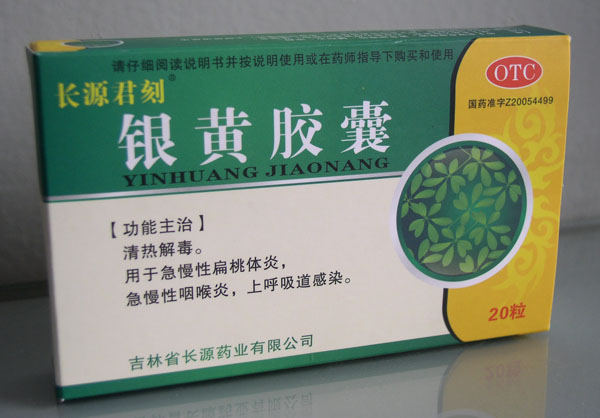 请仔细阅读说明书并按说明使用或在药师指导下购买和使用
OTC
国药准字Z20054499
长源君刻®
银黄胶囊
YINHUANG JIAONANG
【功能主治】
清热解毒。
用于急慢性扁桃体炎，
急慢性咽喉炎，上呼吸道感染。
20粒
吉林省长源药业有限公司